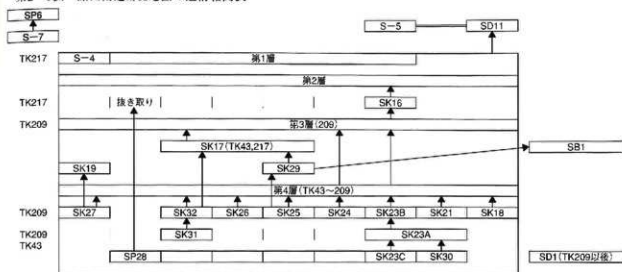 SP6
S-7
S-5
SD11
TK217
S-4
第1層
第2層
TK217
抜き取り
SK16
TK209
第3層(209)
SK17(TK43,217)
SB1
SK19
SK29
第4層(TK43～209)
TK209
SK27
SK32
SK26
SK25
SK24
SK23B
SK21
SK18
TK209
SK31
SK23A
TK43
SP28
SK23C
SK30
SD1(TK209以後)